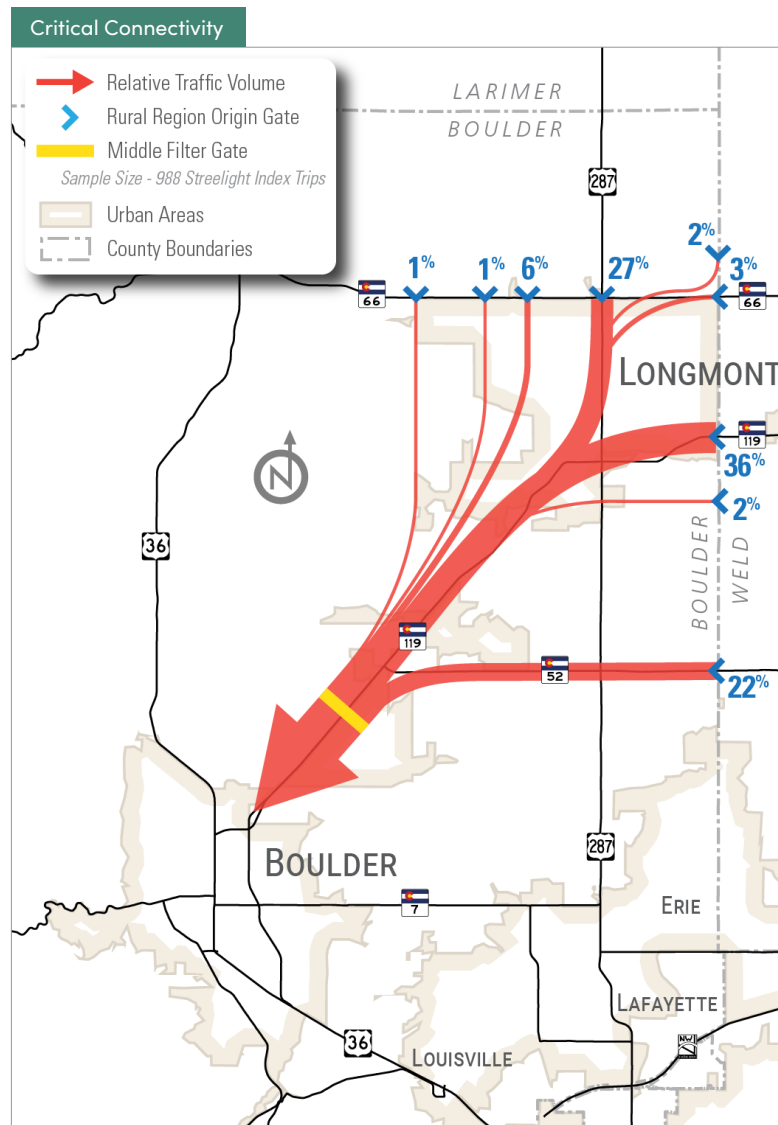 Critical Connectivity
Relative Traffic Volume
Rural Region Origin Gate
Middle Filter Gate
Sample Size - 988 Streelight Index Trips
Urban Areas
County Boundaries
LARIMER
BOULDER
287
2%
1%
1%
6%
27%
3%
66
66
LONGMONT
119
36%
2%
N
36
BOULDER
WELD
119
52
22%
287
BOULDER
7
ERIE
LAFAYETTE
NW
36
LOUISVILLE